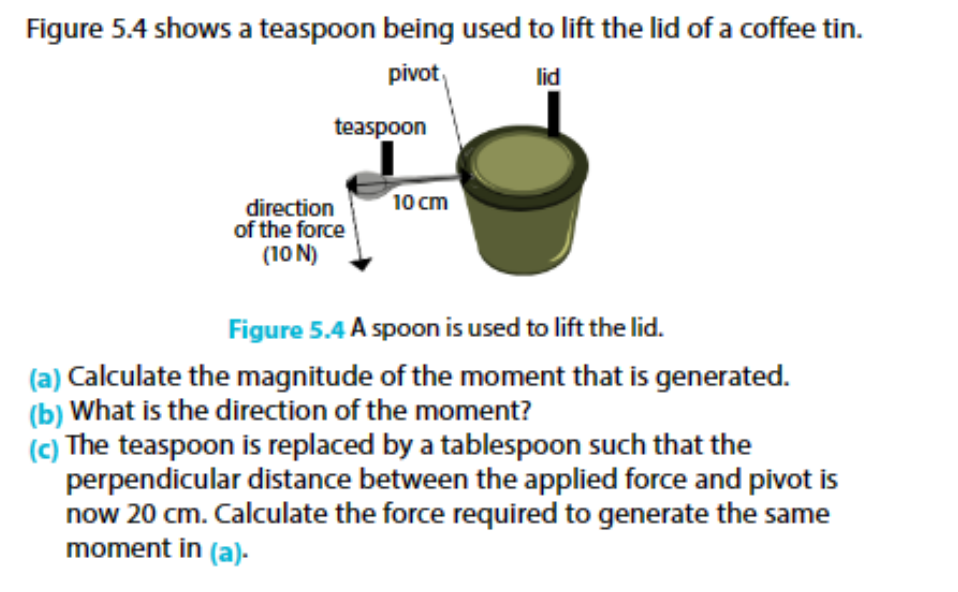 Figure 5.4 shows a teaspoon being used to lift the lid of a coffee tin.
pivot
lid
teaspoon
10 cm
direction
of the force
(10 N)
Figure 5.4 A spoon is used to lift the lid.
(a) Calculate the magnitude of the moment that is generated.
(b) What is the direction of the moment?
(c) The teaspoon is replaced by a tablespoon such that the
perpendicular distance between the applied force and pivot is
now 20 cm. Calculate the force required to generate the same
moment in (a).